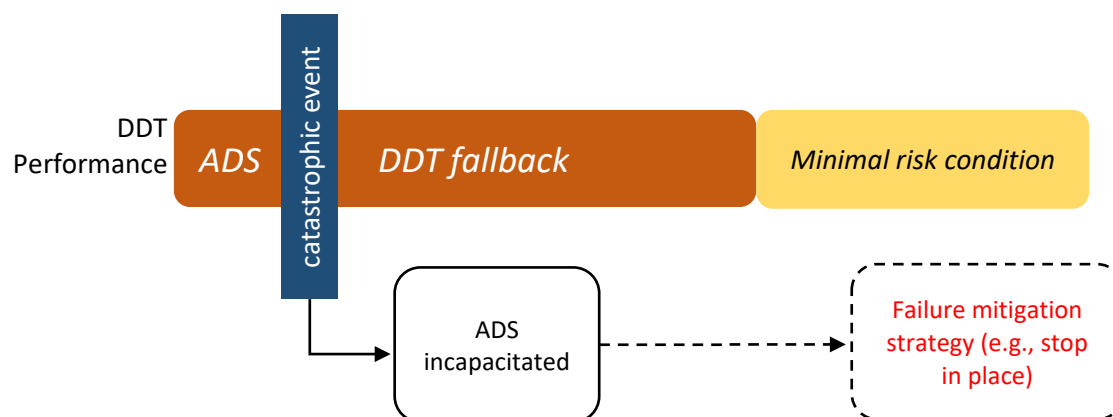 catastrophic event
DDT
Performance
ADS
DDT fallback
Minimal risk condition
ADS
incapacitated
Failure mitigation
strategy (e.g., stop
in place)